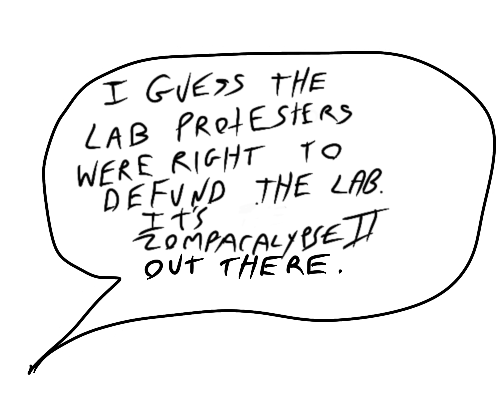 I GUESS THE
LAB PROtESTERS
WERE RIGHT TO
DEFUND THE LAB.
It'S
ZOMPACALYPSE II
OUT THERE.